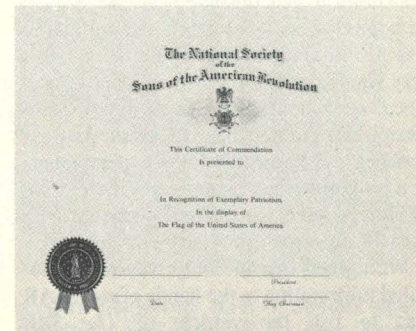 The National Society
of the
Sons of the American Revolution
This Certificate of Commendation
Is presented to
In Recognition of Exemplary Patriotism
In the display of
The Flag of the United States of America
President
Date
Flag Chairman